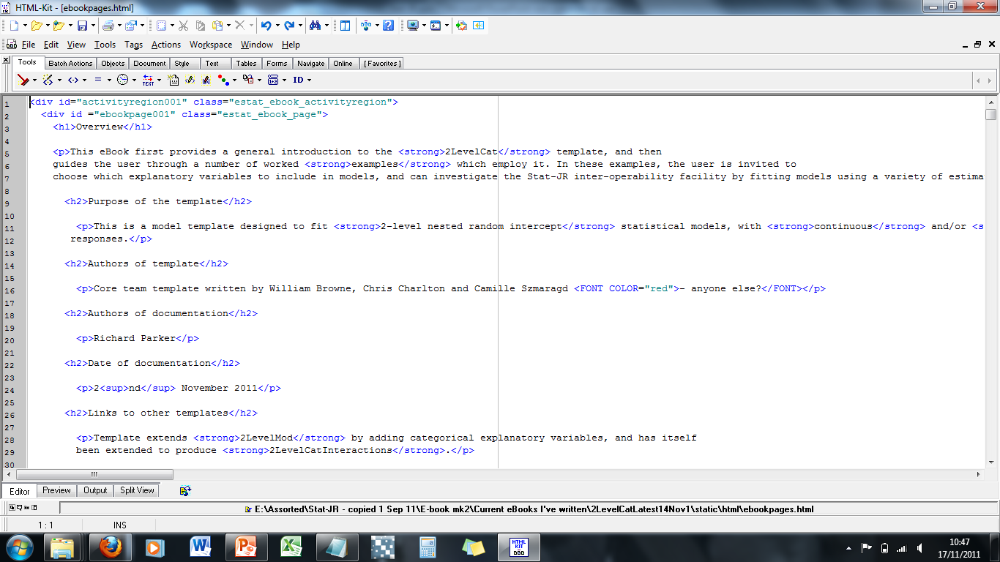 HTML-Kit - [ebookpages.html]
File Edit View Tools Tags Actions Workspace Window Help
Tools Batch Actions Objects Document Style Text Tables Forms Navigate Online [ Favorites ]
TEXT ID
1 <div id="activityregion001" class="estat_ebook_activityregion">
2 <div id ="ebookpage001" class="estat_ebook_page">
3 <h1>Overview</h1>
4
5 <p>This eBook first provides a general introduction to the <strong>2LevelCat</strong> template, and then
6 guides the user through a number of worked <strong>examples</strong> which employ it. In these examples, the user is invited to
7 choose which explanatory variables to include in models, and can investigate the Stat-JR inter-operability facility by fitting models using a variety of estima
8
9 <h2>Purpose of the template</h2>
10
11 <p>This is a model template designed to fit <strong>2-level nested random intercept</strong> statistical models, with <strong>continuous</strong> and/or <s
12 responses.</p>
13
14 <h2>Authors of template</h2>
15
16 <p>Core team template written by William Browne, Chris Charlton and Camille Szmaragd <FONT COLOR="red">- anyone else?</FONT></p>
17
18 <h2>Authors of documentation</h2>
19
20 <p>Richard Parker</p>
21
22 <h2>Date of documentation</h2>
23
24 <p>2<sup>nd</sup> November 2011</p>
25
26 <h2>Links to other templates</h2>
27
28 <p>Template extends <strong>2LevelMod</strong> by adding categorical explanatory variables, and has itself
29 been extended to produce <strong>2LevelCatInteractions</strong>.</p>
30
Editor Preview Output Split View
E:\Assorted\Stat-JR - copied 1 Sep 11\E-book mk2\Current eBooks I've written\2LevelCatLatest14Nov1\static\html\ebookpages.html
1 : 1 INS
HTML
KIT
10:47
17/11/2011